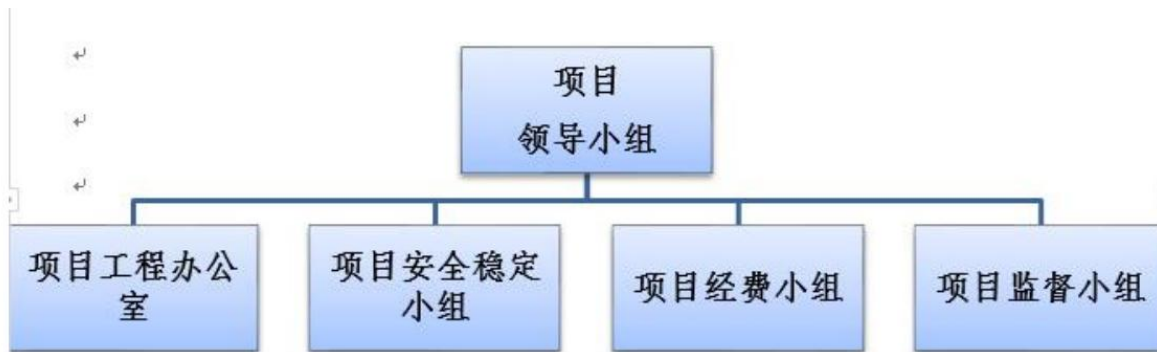 项目
领导小组
项目工程办公
室
项目安全稳定
小组
项目经费小组
项目监督小组